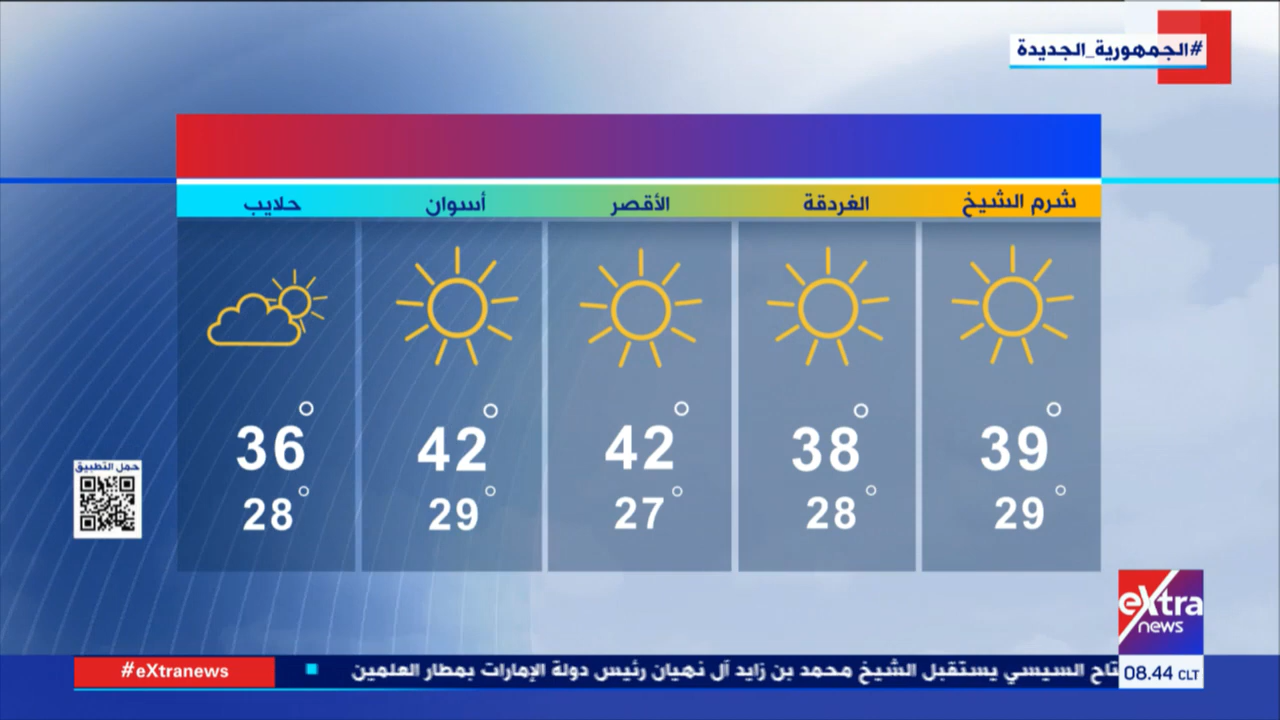 #الجمهورية_الجديدة
شرم الشيخ
الغردقة
الأقصر
أسوان
حلايب
39°
38°
42°
42°
36°
29°
28°
27°
29°
28°
حمل التطبيق
eXtra
news
#eXtranews
تاح السيسي يستقبل الشيخ محمد بن زايد آل نهيان رئيس دولة الإمارات بمطار العلمين
08.44 CLT